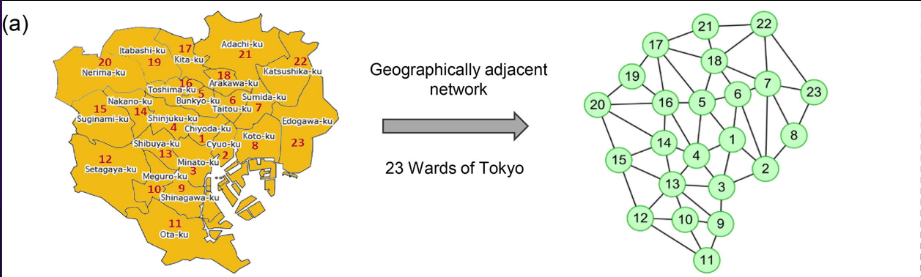 (a)
Adachi-ku
21
17
Kita-ku
Itabashi-ku
19
20
Nerima-ku
22
Katsushika-ku
18
Arakawa-ku
16
Toshima-ku
5
Bunkyo-ku
6
Taitou-ku
Sumida-ku
7
Nakano-ku
14
15
Suginami-ku
Shinjuku-ku
4
Chiyoda-ku
1
Edogawa-ku
23
Koto-ku
8
Cyuo-ku
2
Shibuya-ku
13
12
Setagaya-ku
Minato-ku
3
Meguro-ku
10
9
Shinagawa-ku
11
Ota-ku
Geographically adjacent
network
23 Wards of Tokyo
21
22
17
18
19
7
20
16
5
6
23
14
1
8
15
4
2
13
3
12
10
9
11